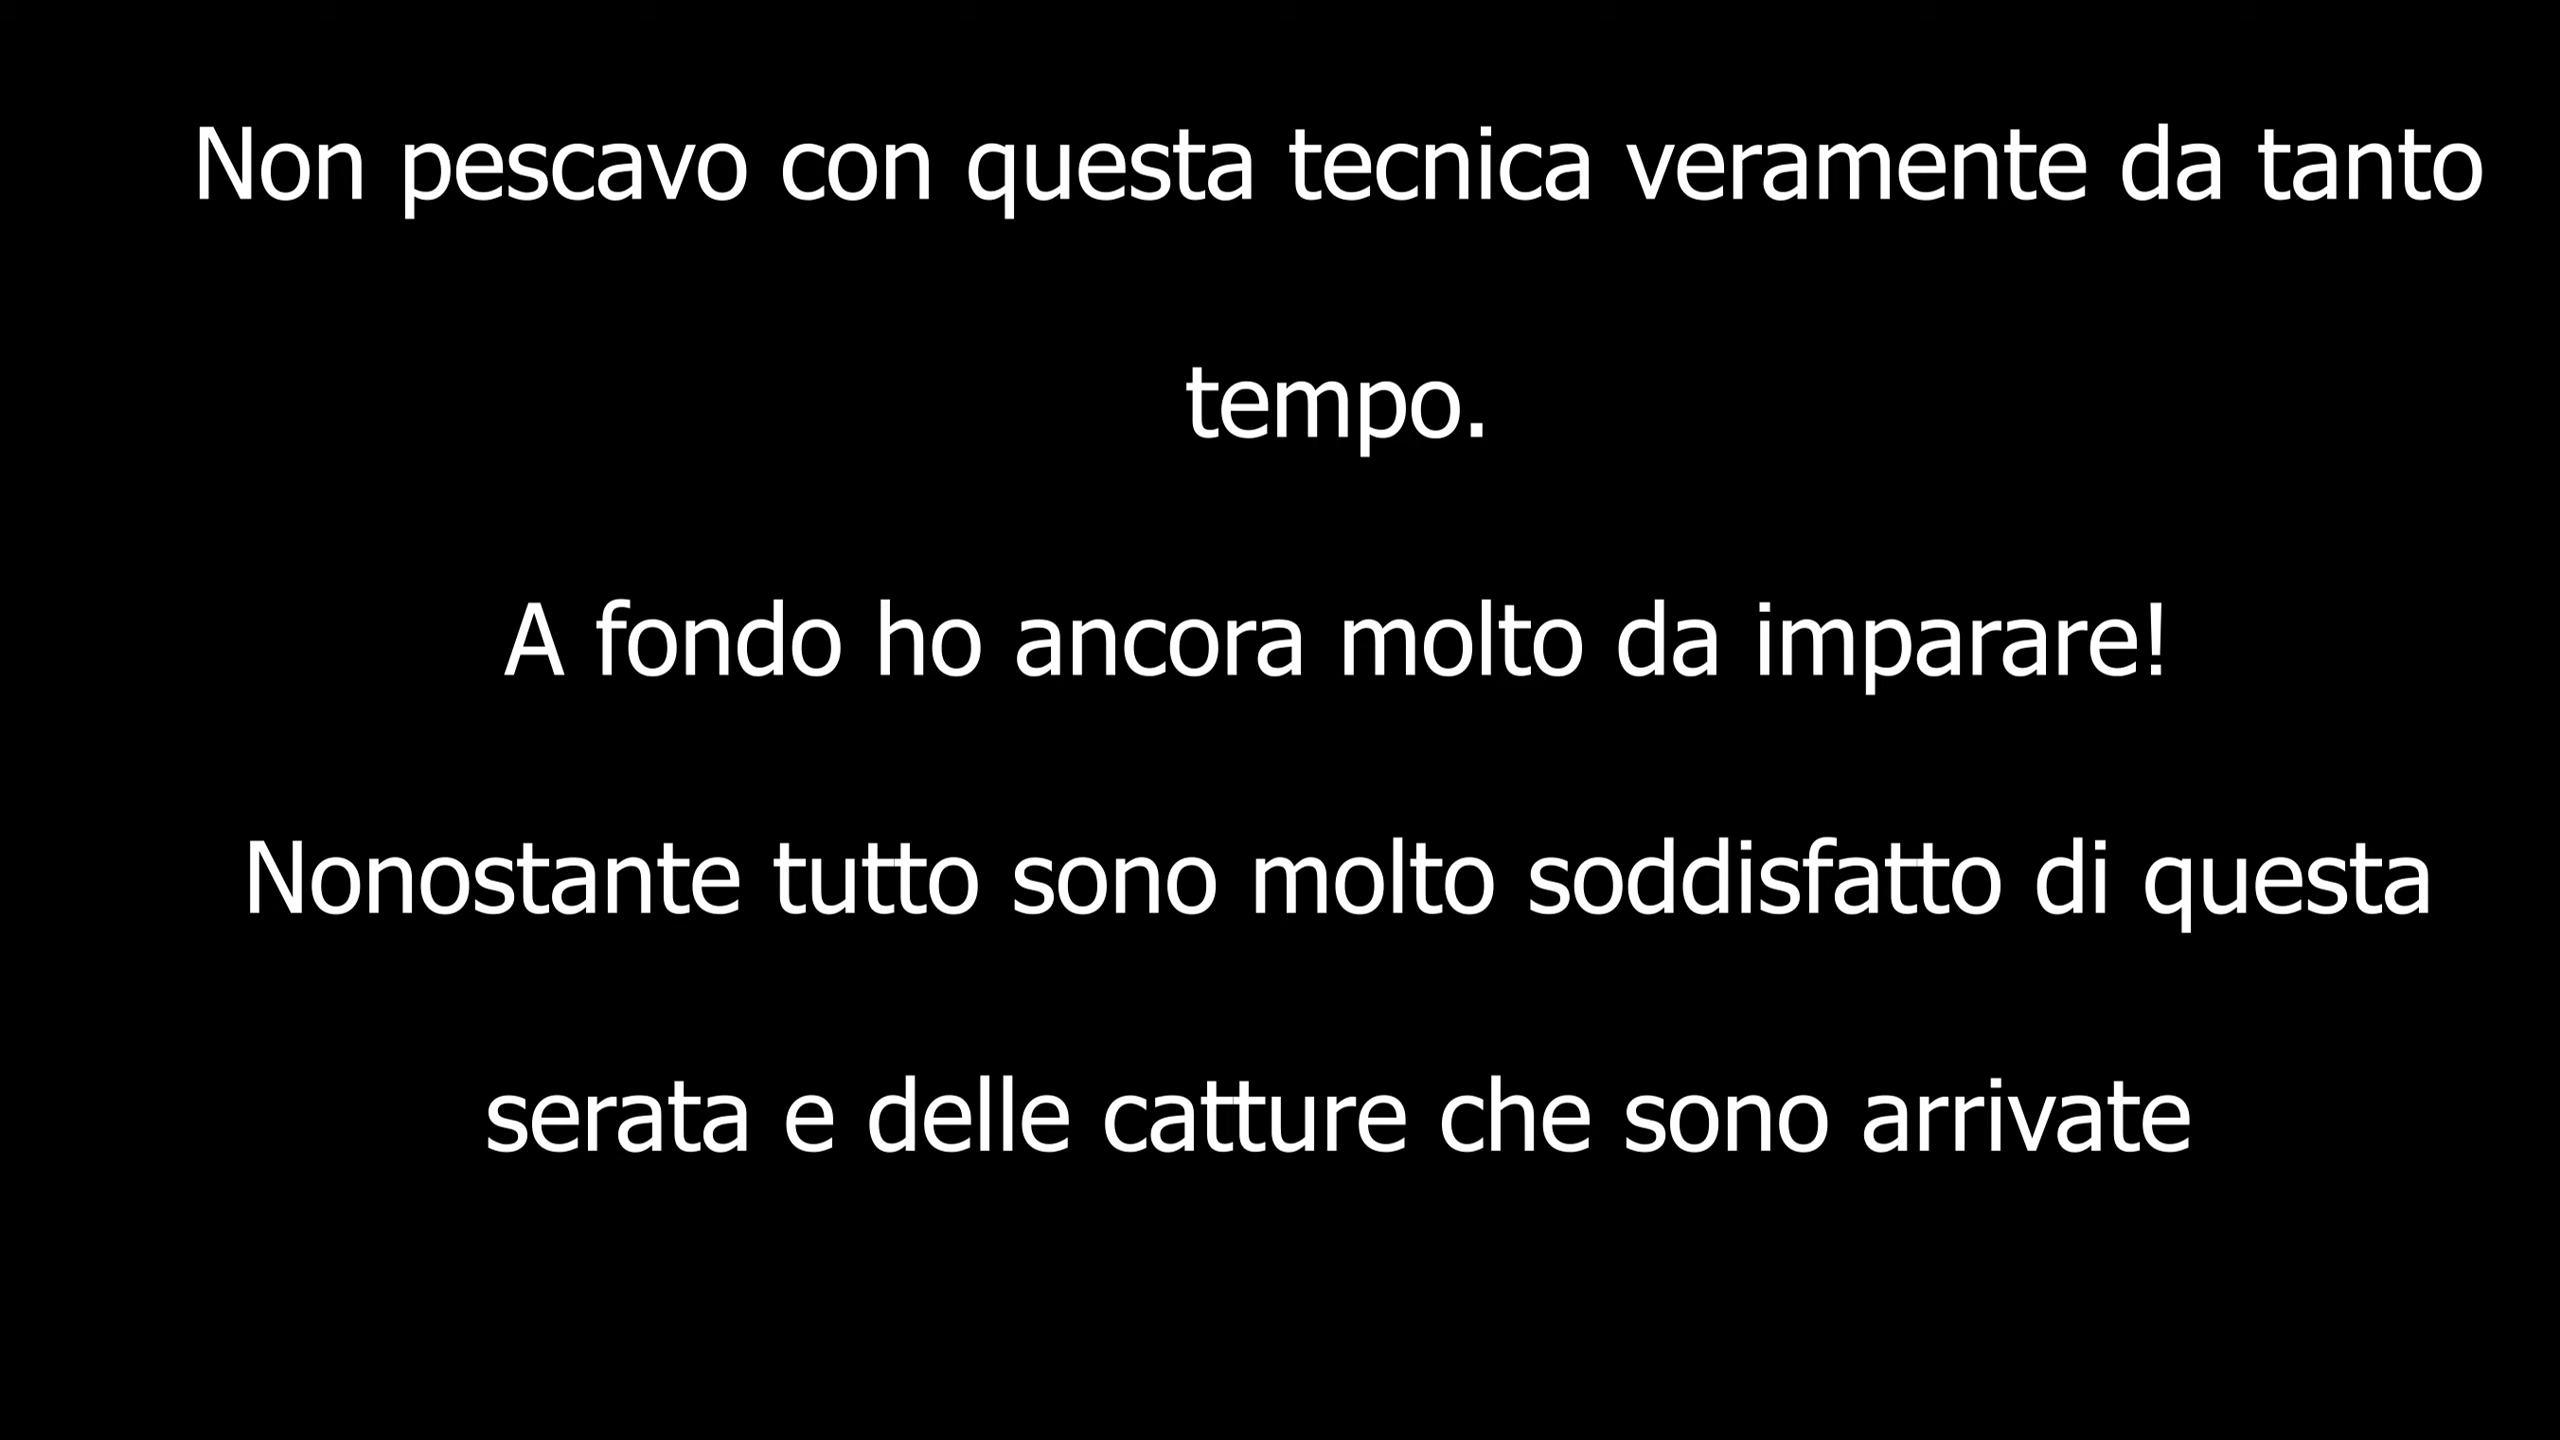 Non pescavo con questa tecnica veramente da tanto
tempo.
A fondo ho ancora molto da imparare!
Nonostante tutto sono molto soddisfatto di questa
serata e delle catture che sono arrivate